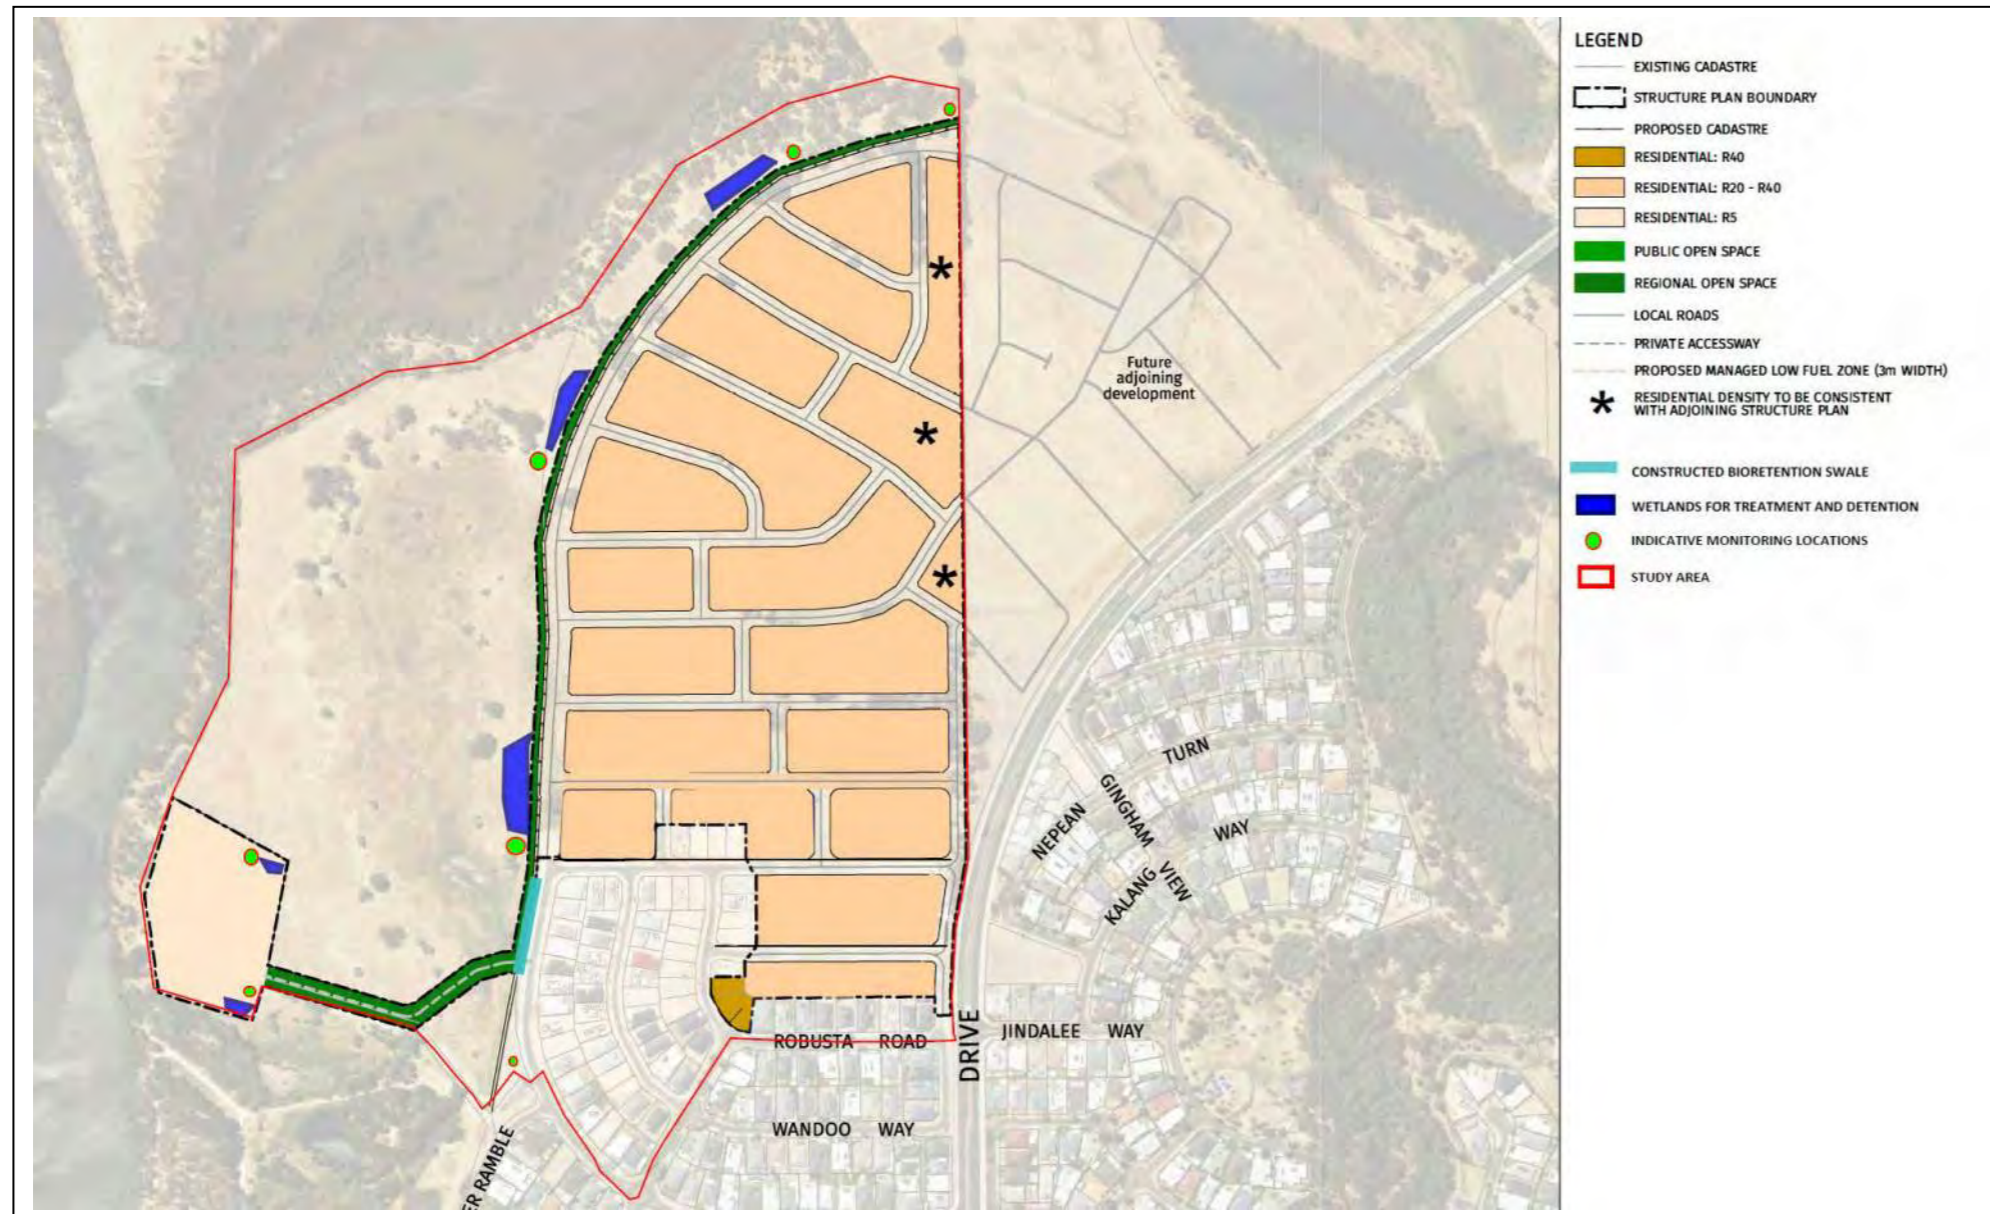 Future
adjoining
development
TURN
GINGHAM
NEPEAN
WAY
VIEW
KALANG
DRIVE
JINDALEE WAY
ROBUSTA ROAD
WANDOO WAY
ER RAMBLE
LEGEND
EXISTING CADASTRE
STRUCTURE PLAN BOUNDARY
PROPOSED CADASTRE
RESIDENTIAL: R40
RESIDENTIAL: R20 - R40
RESIDENTIAL: R5
PUBLIC OPEN SPACE
REGIONAL OPEN SPACE
LOCAL ROADS
PRIVATE ACCESSWAY
PROPOSED MANAGED LOW FUEL ZONE (3m WIDTH)
RESIDENTIAL DENSITY TO BE CONSISTENT
WITH ADJOINING STRUCTURE PLAN
CONSTRUCTED BIORETENTION SWALE
WETLANDS FOR TREATMENT AND DETENTION
INDICATIVE MONITORING LOCATIONS
STUDY AREA